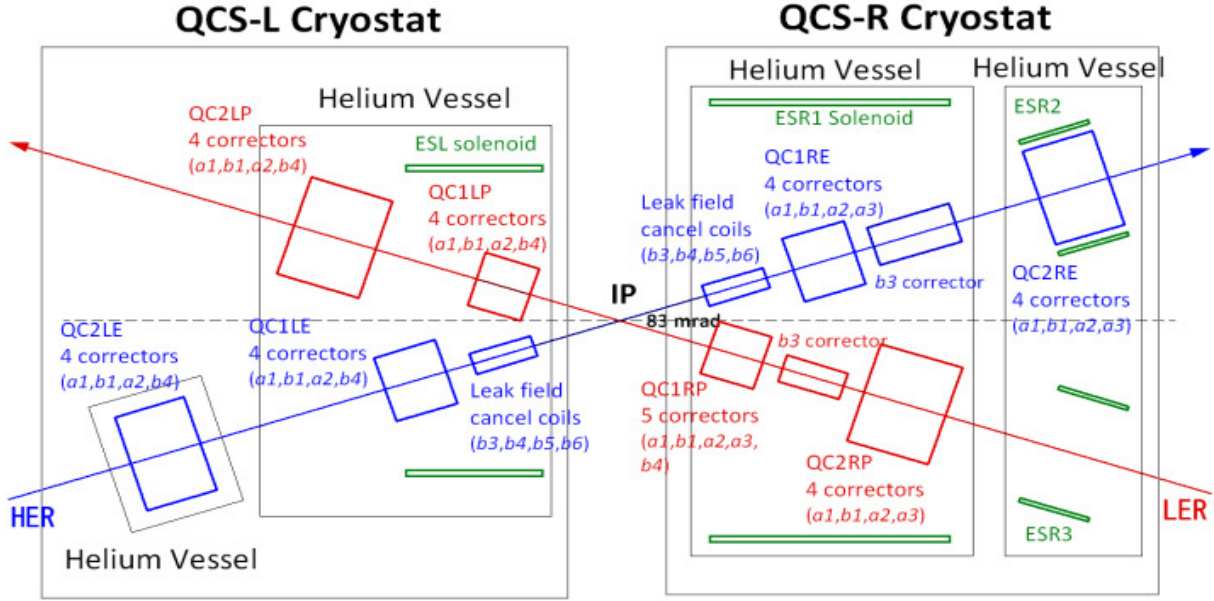 QCS-L Cryostat
QCS-R Cryostat
Helium Vessel
QC2LP
4 correctors
(a1,b1,a2,b4)
ESL solenoid
QC1LP
4 correctors
(a1,b1,a2,b4)
QC2LE
4 correctors
(a1,b1,a2,b4)
QC1LE
4 correctors
(a1,b1,a2,b4)
Leak field
cancel coils
(b3,b4,b5,b6)
HER
Helium Vessel
IP
83 mrad
Helium Vessel
ESR1 Solenoid
Leak field
cancel coils
(b3,b4,b5,b6)
QC1RE
4 correctors
(a1,b1,a2,a3)
b3 corrector
b3 corrector
QC1RP
5 correctors
(a1,b1,a2,a3,
b4)
QC2RP
4 correctors
(a1,b1,a2,a3)
Helium Vessel
ESR2
QC2RE
4 correctors
(a1,b1,a2,a3)
LER
ESR3